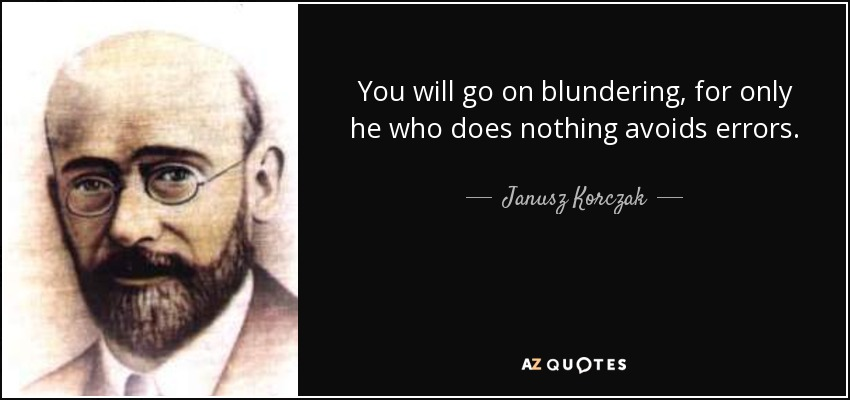 You will go on blundering, for only
he who does nothing avoids errors.
Janusz Korczak
AZ QUOTES